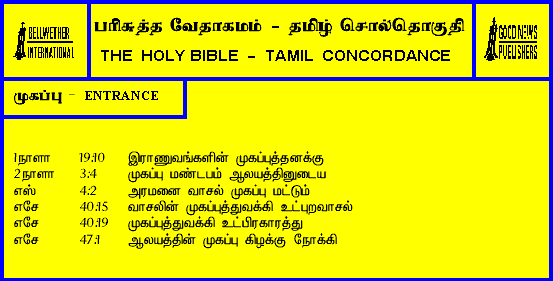 BELLWETHER
INTERNATIONAL
பரிசுத்த வேதாகமம் - தமிழ் சொல்தொகுதி
THE HOLY BIBLE - TAMIL CONCORDANCE
GOOD NEWS
PUBLISHERS
முகப்பு - ENTRANCE
1நாளா 19:10 இராணுவங்களின் முகப்புத்தனக்கு
2நாளா 3:4 முகப்பு மண்டபம் ஆலயத்தினுடைய
எஸ் 4:2 அரமனை வாசல் முகப்பு மட்டும்
எசே 40:15 வாசலின் முகப்புத்துவக்கி உட்புறவாசல்
எசே 40:19 முகப்புத்துவக்கி உட்பிரகாரத்து
எசே 47:1 ஆலயத்தின் முகப்பு கிழக்கு நோக்கி